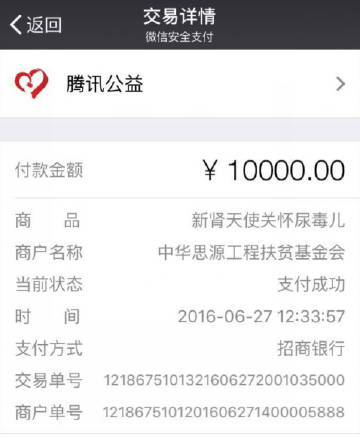 返回
交易详情
微信安全支付
腾讯公益
付款金额 ¥ 10000.00
商 品 新肾天使关怀尿毒儿
商户名称 中华思源工程扶贫基金会
当前状态 支付成功
时 间 2016-06-27 12:33:57
支付方式 招商银行
交易单号 1218675101321606272001035000
商户单号 1218675101201606271400005888